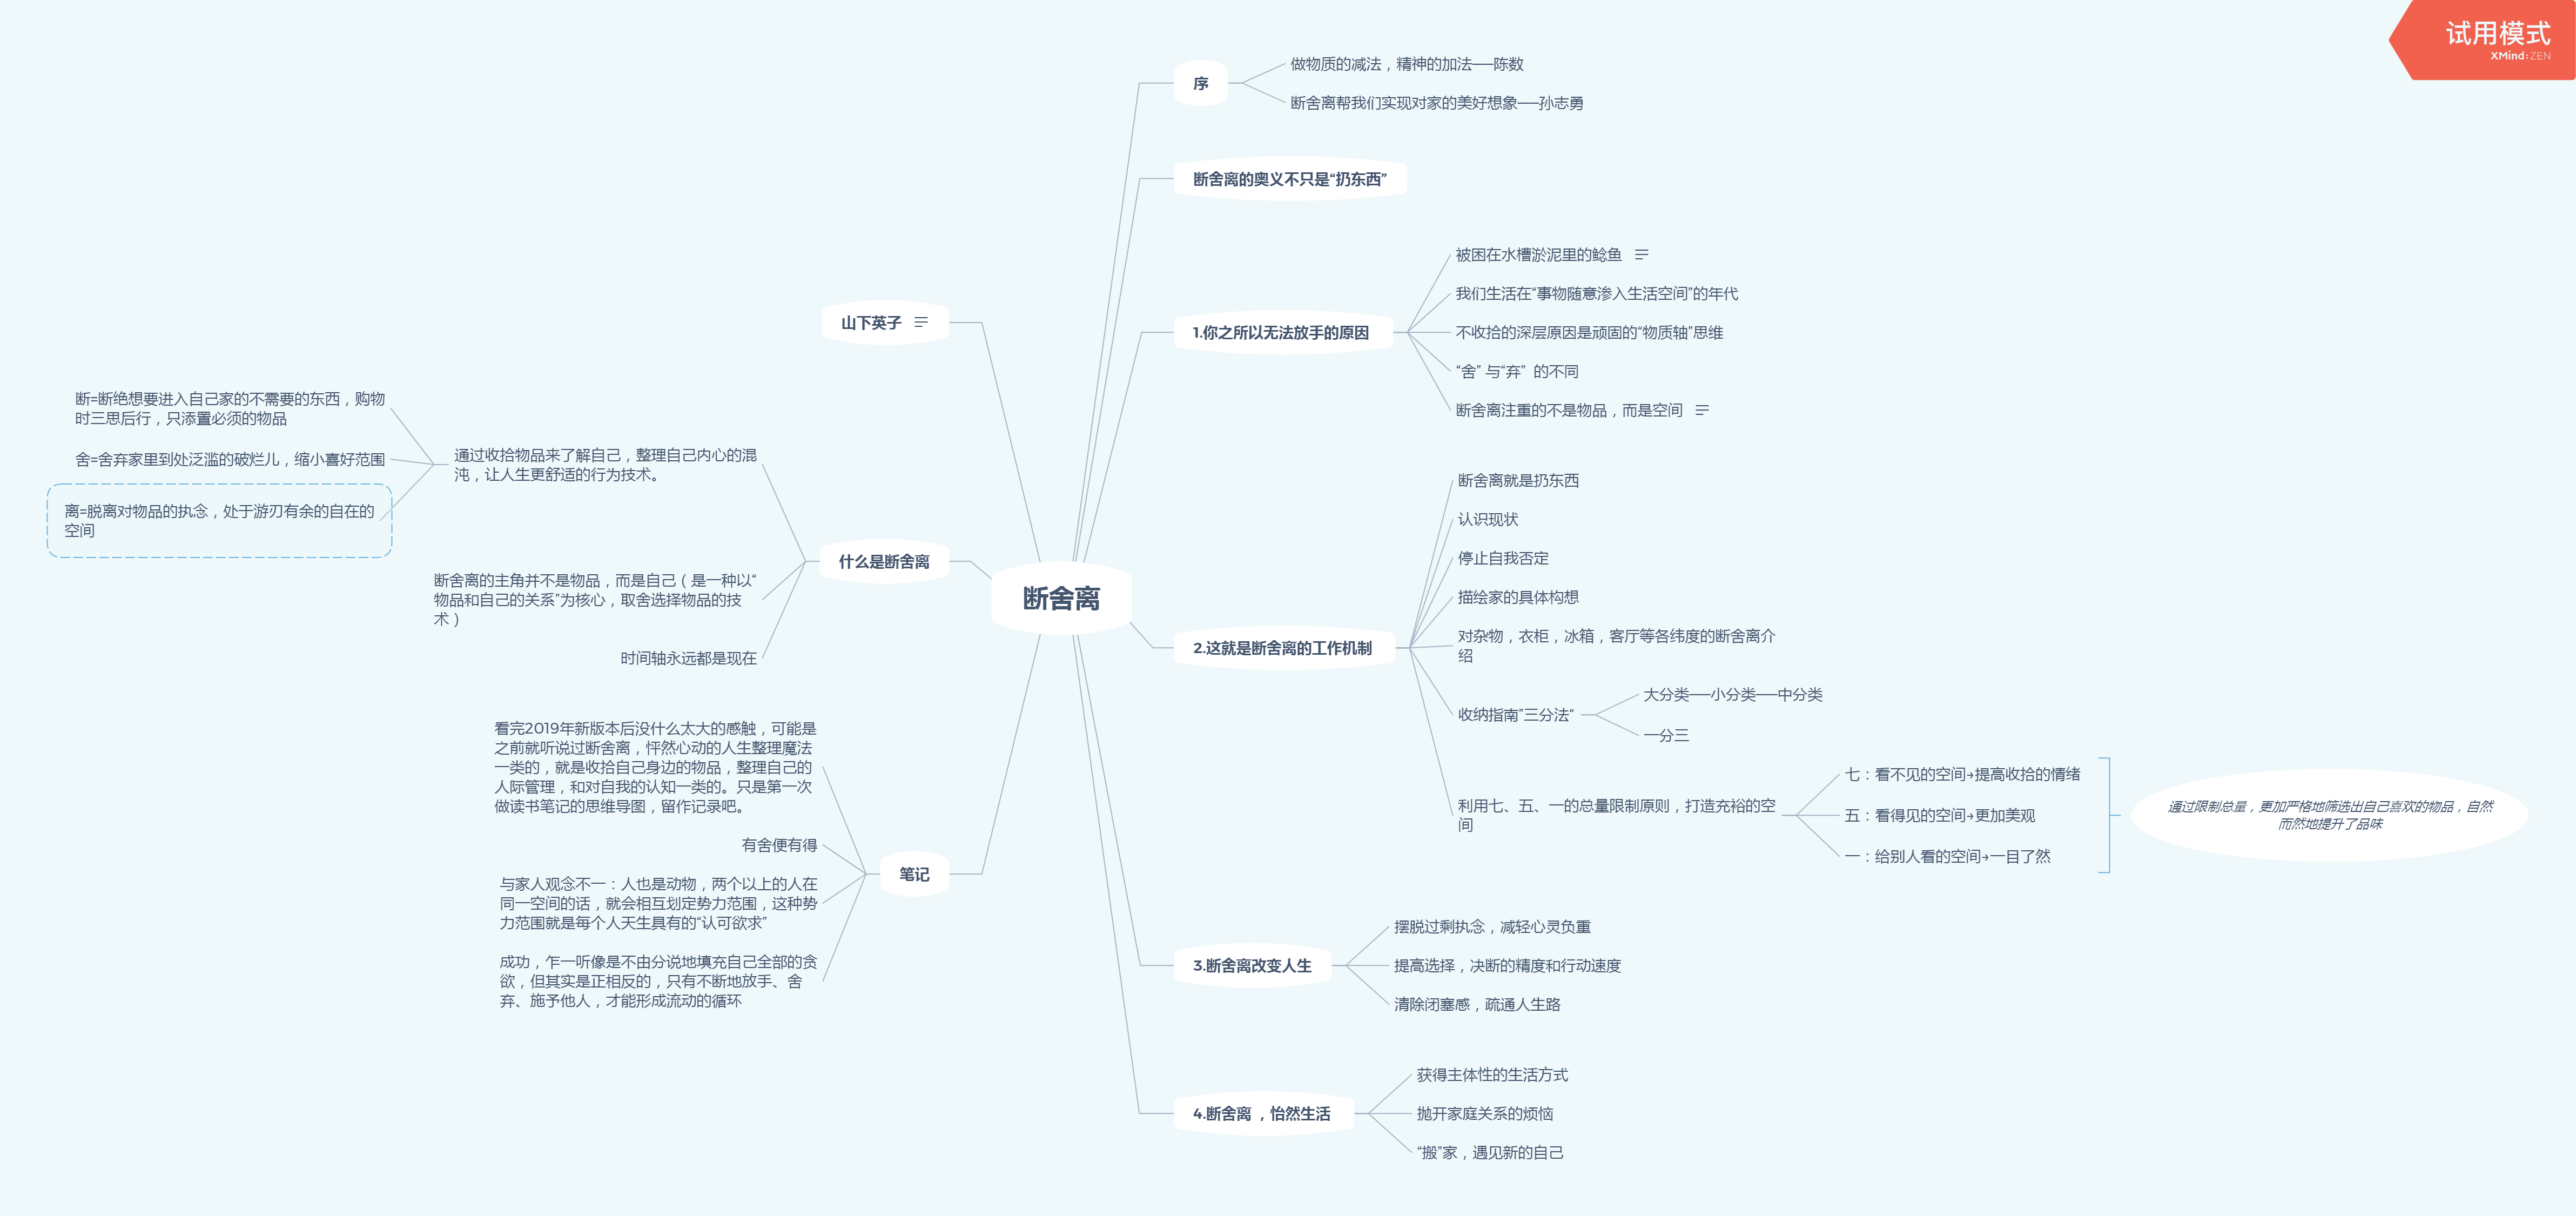 试用模式
XMind:ZEN
断舍离
序
做物质的减法，精神的加法——陈数
断舍离帮我们实现对家的美好想象——孙志勇
断舍离的奥义不只是“扔东西”
1.你之所以无法放手的原因
被困在水槽淤泥里的鲶鱼
我们生活在“事物随意渗入生活空间”的年代
不收拾的深层原因是顽固的“物质轴”思维
“舍” 与“弃” 的不同
断舍离注重的不是物品，而是空间
2.这就是断舍离的工作机制
断舍离就是扔东西
认识现状
停止自我否定
描绘家的具体构想
对杂物，衣柜，冰箱，客厅等各纬度的断舍离介
绍
收纳指南”三分法“
大分类——小分类——中分类
一分三
利用七、五、一的总量限制原则，打造充裕的空
间
七：看不见的空间→提高收拾的情绪
五：看得见的空间→更加美观
一：给别人看的空间→一目了然
通过限制总量，更加严格地筛选出自己喜欢的物品，自然
而然地提升了品味
3.断舍离改变人生
摆脱过剩执念，减轻心灵负重
提高选择，决断的精度和行动速度
清除闭塞感，疏通人生路
4.断舍离 ，怡然生活
获得主体性的生活方式
抛开家庭关系的烦恼
“搬”家，遇见新的自己
山下英子
什么是断舍离
通过收拾物品来了解自己，整理自己内心的混
沌，让人生更舒适的行为技术。
断=断绝想要进入自己家的不需要的东西，购物
时三思后行，只添置必须的物品
舍=舍弃家里到处泛滥的破烂儿，缩小喜好范围
离=脱离对物品的执念，处于游刃有余的自在的
空间
断舍离的主角并不是物品，而是自己（是一种以“
物品和自己的关系”为核心，取舍选择物品的技
术）
时间轴永远都是现在
笔记
看完2019年新版本后没什么太大的感触，可能是
之前就听说过断舍离，怦然心动的人生整理魔法
一类的，就是收拾自己身边的物品，整理自己的
人际管理，和对自我的认知一类的。只是第一次
做读书笔记的思维导图，留作记录吧。
有舍便有得
与家人观念不一：人也是动物，两个以上的人在
同一空间的话，就会相互划定势力范围，这种势
力范围就是每个人天生具有的“认可欲求”
成功，乍一听像是不由分说地填充自己全部的贪
欲，但其实是正相反的，只有不断地放手、舍
弃、施予他人，才能形成流动的循环